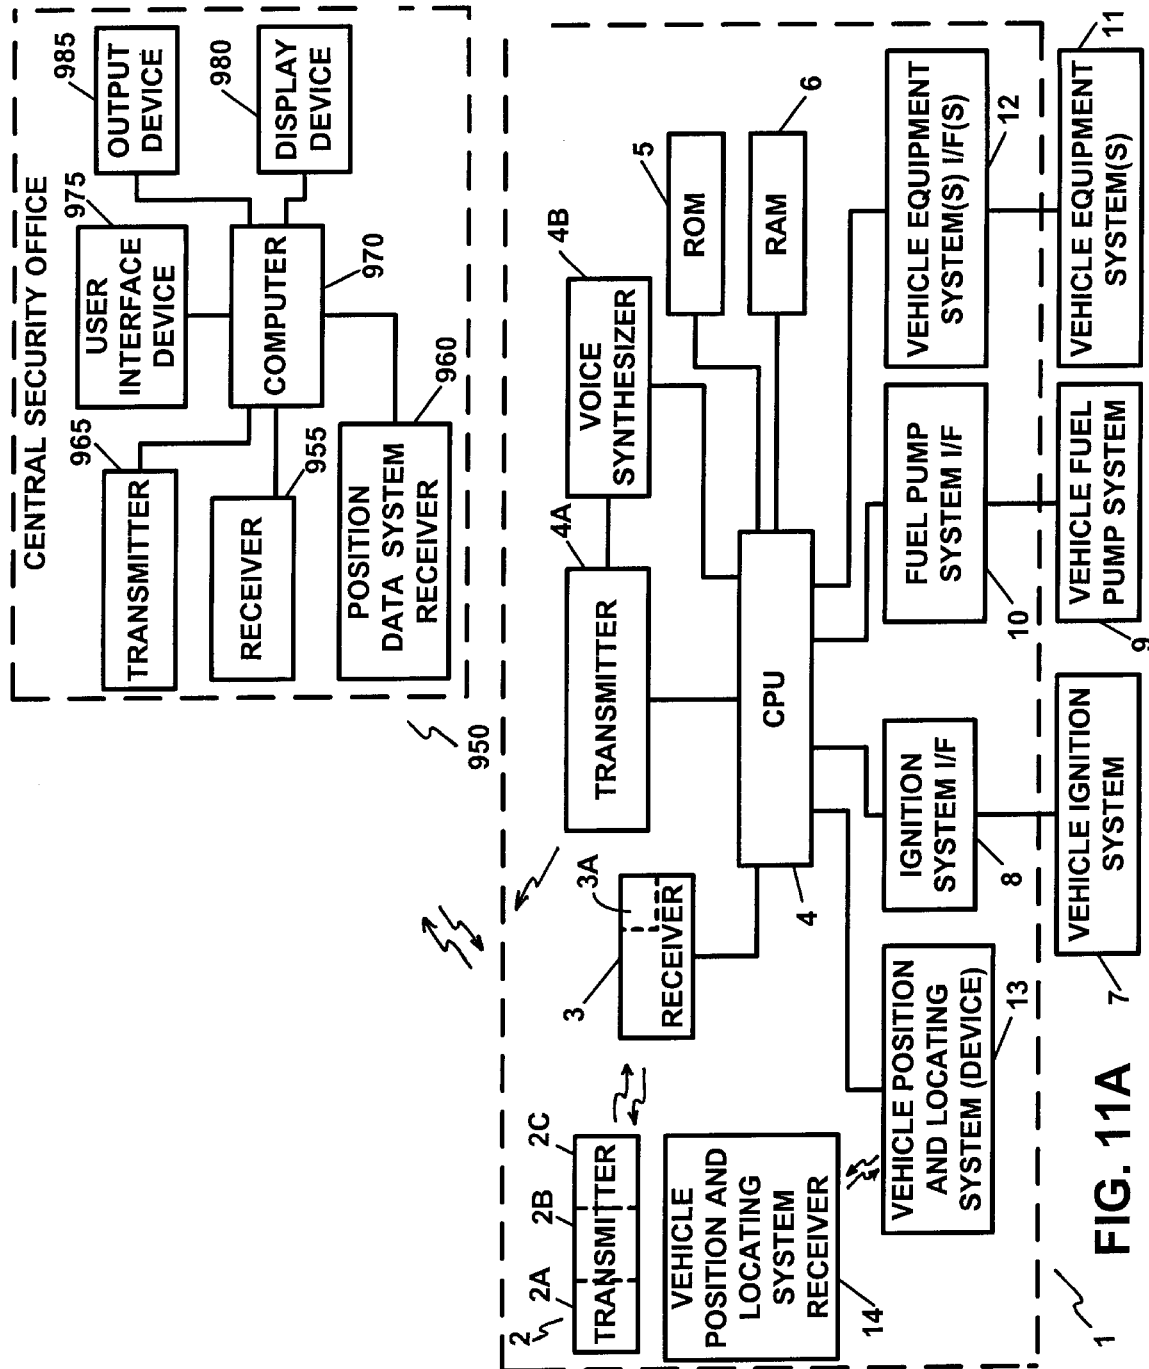 CENTRAL SECURITY OFFICE
TRANSMITTER
965
USER
INTERFACE
DEVICE
975
OUTPUT
DEVICE
985
RECEIVER
955
COMPUTER
970
DISPLAY
DEVICE
980
POSITION
DATA SYSTEM
RECEIVER
960
950
2
2A
2B
2C
TRANSMITTER
3
3A
RECEIVER
4A
TRANSMITTER
4B
VOICE
SYNTHESIZER
5
ROM
6
RAM
VEHICLE
POSITION AND
LOCATING
SYSTEM
RECEIVER
14
CPU
4
VEHICLE POSITION
AND LOCATING
SYSTEM (DEVICE)
13
IGNITION
SYSTEM I/F
8
FUEL PUMP
SYSTEM I/F
10
VEHICLE EQUIPMENT
SYSTEM(S) I/F(S)
12
VEHICLE IGNITION
SYSTEM
7
VEHICLE FUEL
PUMP SYSTEM
9
VEHICLE EQUIPMENT
SYSTEM(S)
11
1
FIG. 11A